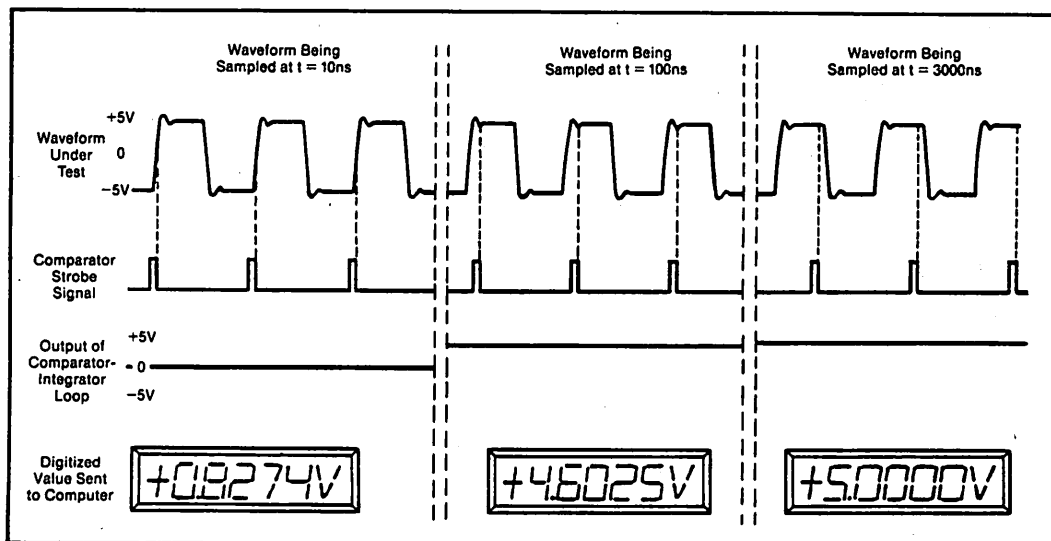 Waveform Being
Sampled at t = 10ns
Waveform Being
Sampled at t = 100ns
Waveform Being
Sampled at t = 3000ns
+5V
Waveform
Under
Test
0
−5V
Comparator
Strobe
Signal
+5V
Output of
Comparator-
Integrator
Loop
0
−5V
Digitized
Value Sent
to Computer
+0.8274V
+4.6025V
+5.0000V